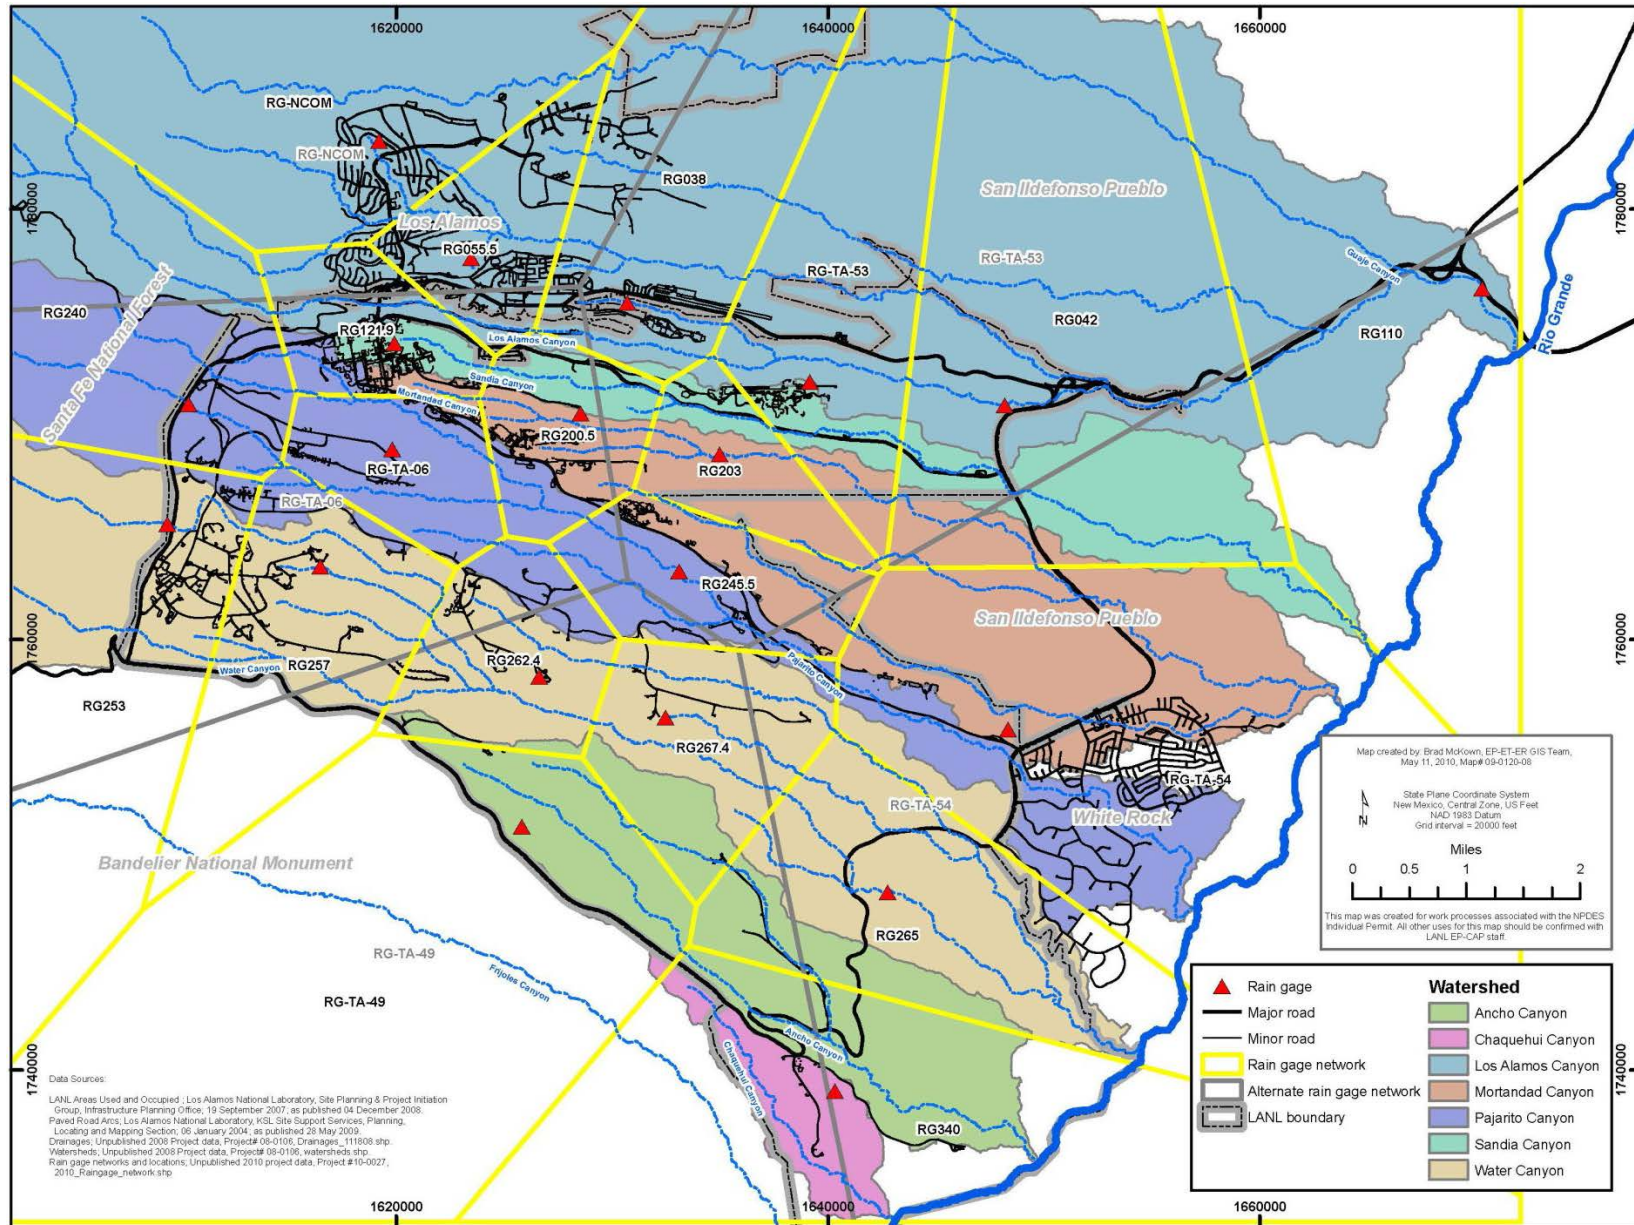 1620000
1640000
1660000
RG-NCOM
RG-NCOM
RG038
San Ildefonso Pueblo
1780000
1780000
Los Alamos
RG055.5
RG-TA-53
RG-TA-53
Guaje Canyon
Santa Fe National Forest
RG240
RG121.9
RG042
RG110
Rio Grande
Los Alamos Canyon
Sandia Canyon
Mortandad Canyon
RG200.5
RG203
RG-TA-06
RG-TA-06
RG245.5
San Ildefonso Pueblo
1760000
1760000
Water Canyon
RG257
RG262.4
Pajarito Canyon
RG253
RG267.4
RG-TA-54
RG-TA-54
White Rock
Bandelier National Monument
RG265
RG-TA-49
Frijoles Canyon
RG-TA-49
Ancho Canyon
Chaquehui Canyon
1740000
1740000
RG340
1620000
1640000
1660000
Map created by: Brad McKown, EP-ET-ER GIS Team,
May 11, 2010, Map# 09-0120-08
N
State Plane Coordinate System
New Mexico, Central Zone, US Feet
NAD 1983 Datum
Grid interval = 20000 feet
Miles
0 0.5 1 2
This map was created for work processes associated with the NPDES
Individual Permit. All other uses for this map should be confirmed with
LANL EP-CAP staff.
Rain gage
Major road
Minor road
Rain gage network
Alternate rain gage network
LANL boundary
Watershed
Ancho Canyon
Chaquehui Canyon
Los Alamos Canyon
Mortandad Canyon
Pajarito Canyon
Sandia Canyon
Water Canyon
Data Sources:
LANL Areas Used and Occupied ; Los Alamos National Laboratory, Site Planning & Project Initiation
Group, Infrastructure Planning Office; 19 September 2007; as published 04 December 2008.
Paved Road Arcs; Los Alamos National Laboratory, KSL Site Support Services, Planning,
Locating and Mapping Section; 06 January 2004; as published 28 May 2009.
Drainages; Unpublished 2008 Project data, Project# 08-0106, Drainages_111808.shp.
Watersheds; Unpublished 2008 Project data, Project# 08-0106, watersheds.shp.
Rain gage networks and locations; Unpublished 2010 project data, Project #10-0027,
2010_Raingage_network.shp